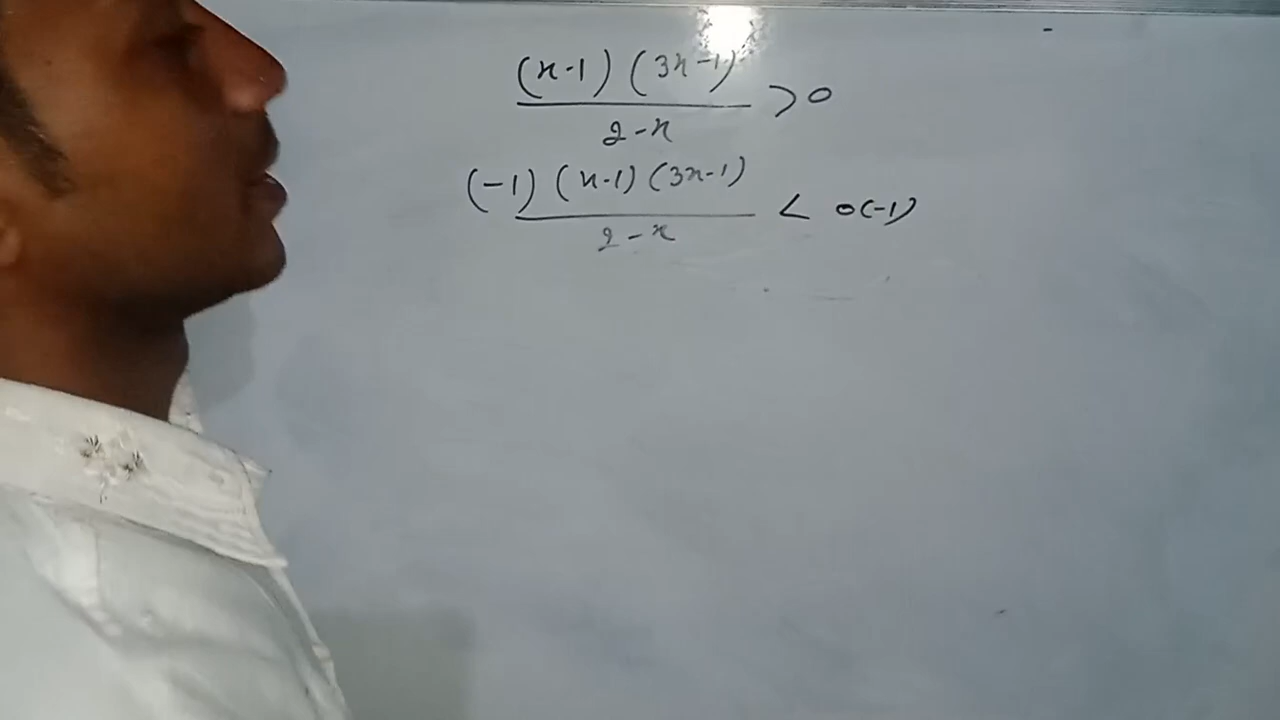 (x-1) (3x-1)
/ 2-x > 0
(-1) (x-1) (3x-1)
/ 2-x < 0(-1)